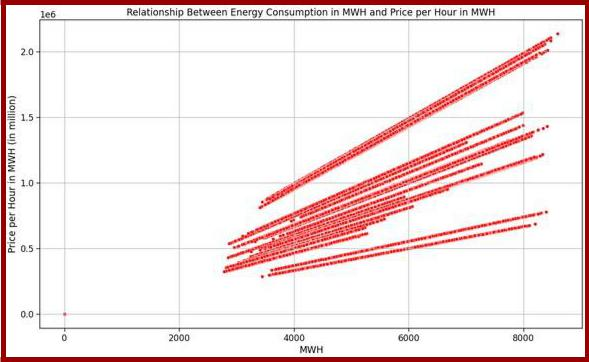 Relationship Between Energy Consumption in MWH and Price per Hour in MWH
1e6
2.0
1.5
1.0
0.5
0.0
Price per Hour in MWH (in million)
0
2000
4000
6000
8000
MWH